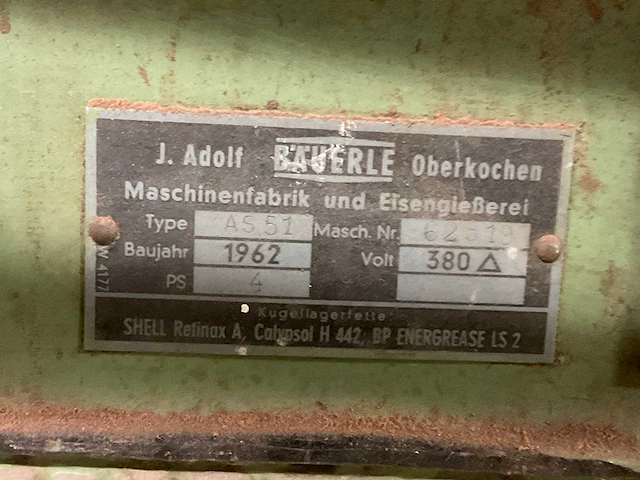 J. Adolf BÄUERLE Oberkochen
Maschinenfabrik und Eisengießerei
Type AS 51 Masch. Nr. 62519
Baujahr 1962 Volt 380 △
PS 4
W 4177
Kugellagerfette:
SHELL Retinax A, Calypsol H 442, BP ENERGREASE LS 2